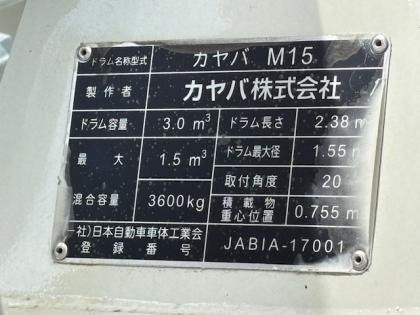 ドラム名称型式 カヤバ M15
製作者 カヤバ株式会社
ドラム容量 3.0 m³ ドラム長さ 2.38 m
最大 1.5 m³ ドラム最大径 1.55 m
取付角度 20
混合容量 3600kg 積載物重心位置 0.755 m
一社)日本自動車車体工業会
登録番号 JABIA-17001